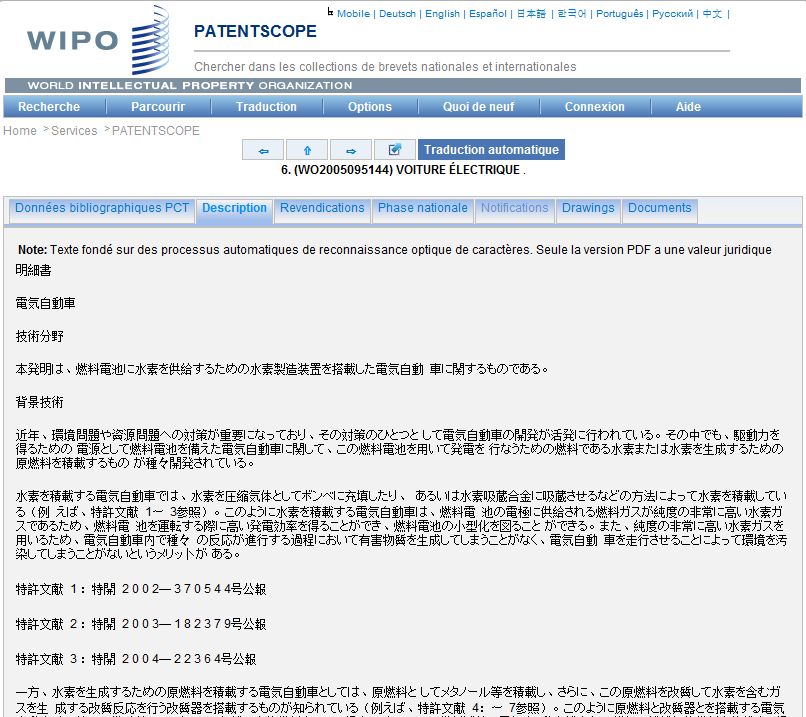 Mobile | Deutsch | English | Español | 日本語 | 한국어 | Português | Русский | 中文 |
WIPO
PATENTSCOPE
Chercher dans les collections de brevets nationales et internationales
WORLD INTELLECTUAL PROPERTY ORGANIZATION
Recherche Parcourir Traduction Options Quoi de neuf Connexion Aide
Home > Services > PATENTSCOPE
⇐ ⇑ ⇒ Traduction automatique
6. (WO2005095144) VOITURE ÉLECTRIQUE .
Données bibliographiques PCT Description Revendications Phase nationale Notifications Drawings Documents
Note: Texte fondé sur des processus automatiques de reconnaissance optique de caractères. Seule la version PDF a une valeur juridique
明細書
電気自動車
技術分野
本発明は、燃料電池に水素を供給するための水素製造装置を搭載した電気自動 車に関するものである。
背景技術
近年、環境問題や資源問題への対策が重要になっており、その対策のひとつと して電気自動車の開発が活発に行われている。その中でも、駆動力を
得るための 電源として燃料電池を備えた電気自動車に関して、この燃料電池を用いて発電を 行なうための燃料である水素または水素を生成するための
原燃料を積載するもの が種々開発されている。
水素を積載する電気自動車では、水素を圧縮気体としてボンベに充填したり、 あるいは水素吸蔵合金に吸蔵させるなどの方法によって水素を積載してい
る（例 えば、特許文献 1～ 3参照）。このように水素を積載する電気自動車は、燃料電 池の電極に供給される燃料ガスが純度の非常に高い水素ガ
スであるため、燃料電 池を運転する際に高い発電効率を得ることができ、燃料電池の小型化を図ること ができる。また、純度の非常に高い水素ガスを
用いるため、電気自動車内で種々 の反応が進行する過程において有害物質を生成してしまうことがなく、電気自動 車を走行させることによって環境を汚
染してしまうことがないというメリットが ある。
特許文献 1：特開 2 0 0 2— 3 7 0 5 4 4号公報
特許文献 2：特開 2 0 0 3— 1 8 2 3 7 9号公報
特許文献 3：特開 2 0 0 4— 2 2 3 6 4号公報
一方、水素を生成するための原燃料を積載する電気自動車としては、原燃料と してメタノール等を積載し、さらに、この原燃料を改質して水素を含むガ
スを生 成する改質反応を行う改質器を搭載するものが知られている（例えば、特許文献 4：～ 7参照）。このように原燃料と改質器とを搭載する電気